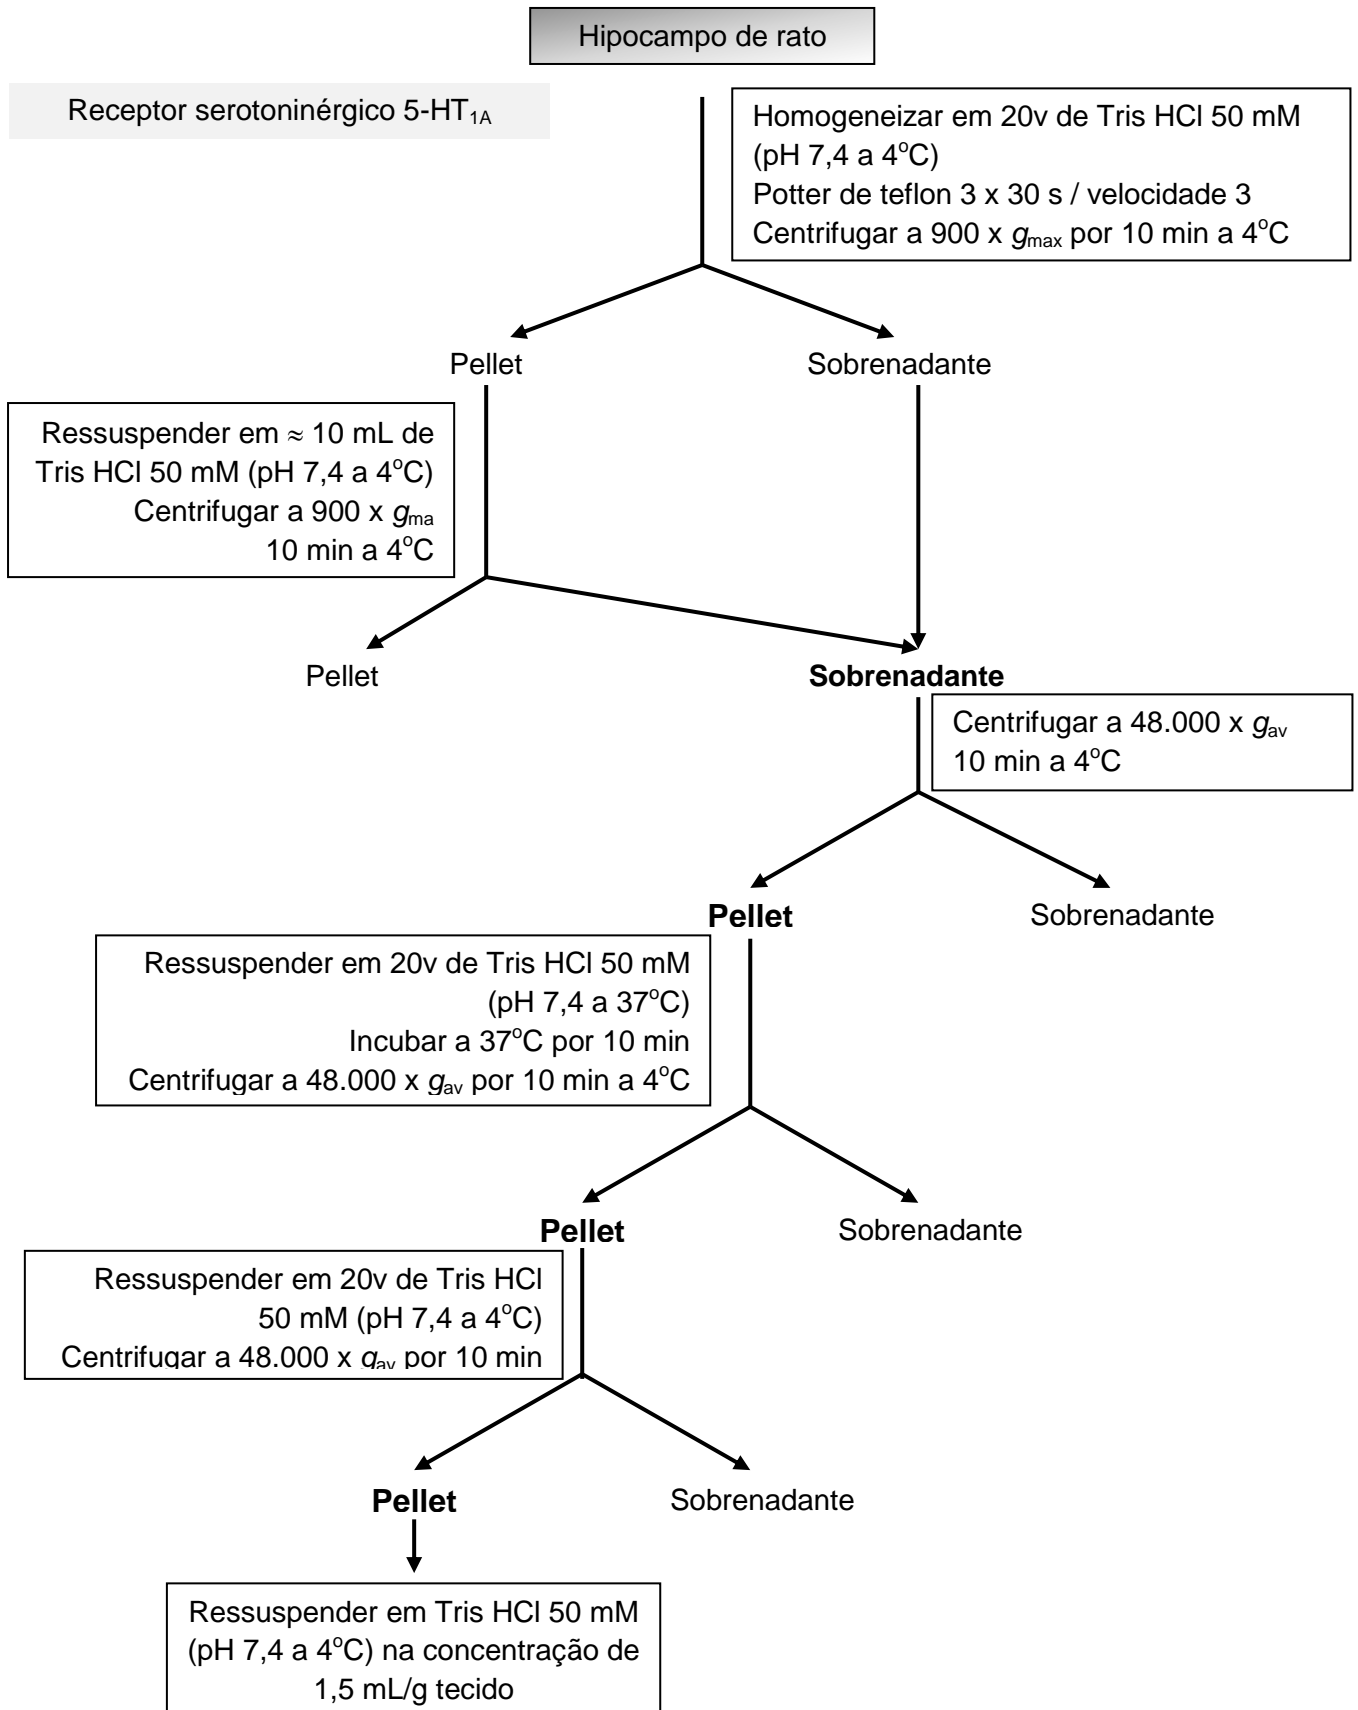 Hipocampo de rato
Receptor serotoninérgico 5-HT1A
Homogeneizar em 20v de Tris HCl 50 mM
(pH 7,4 a 4°C)
Potter de teflon 3 x 30 s / velocidade 3
Centrifugar a 900 x gmax por 10 min a 4°C
Pellet
Sobrenadante
Ressuspender em ≈ 10 mL de
Tris HCl 50 mM (pH 7,4 a 4°C)
Centrifugar a 900 x gma
10 min a 4°C
Pellet
Sobrenadante
Centrifugar a 48.000 x gav
10 min a 4°C
Pellet
Sobrenadante
Ressuspender em 20v de Tris HCl 50 mM
(pH 7,4 a 37°C)
Incubar a 37°C por 10 min
Centrifugar a 48.000 x gav por 10 min a 4°C
Pellet
Sobrenadante
Ressuspender em 20v de Tris HCl
50 mM (pH 7,4 a 4°C)
Centrifugar a 48.000 x gav por 10 min
Pellet
Sobrenadante
Ressuspender em Tris HCl 50 mM
(pH 7,4 a 4°C) na concentração de
1,5 mL/g tecido